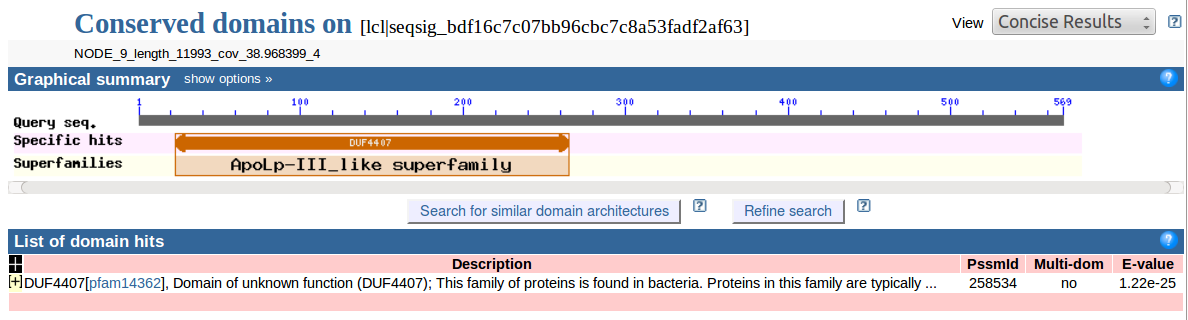 Conserved domains on [lcl|seqsig_bdf16c7c07bb96cbc7c8a53fadf2af63]
View Concise Results ?
NODE_9_length_11993_cov_38.968399_4
Graphical summary show options » ?
1 100 200 300 400 500 569
Query seq.
Specific hits DUF4407
Superfamilies ApoLp-III_like superfamily
Search for similar domain architectures ? Refine search ?
List of domain hits ?
+ Description PssmId Multi-dom E-value
[+] DUF4407[pfam14362], Domain of unknown function (DUF4407); This family of proteins is found in bacteria. Proteins in this family are typically ... 258534 no 1.22e-25